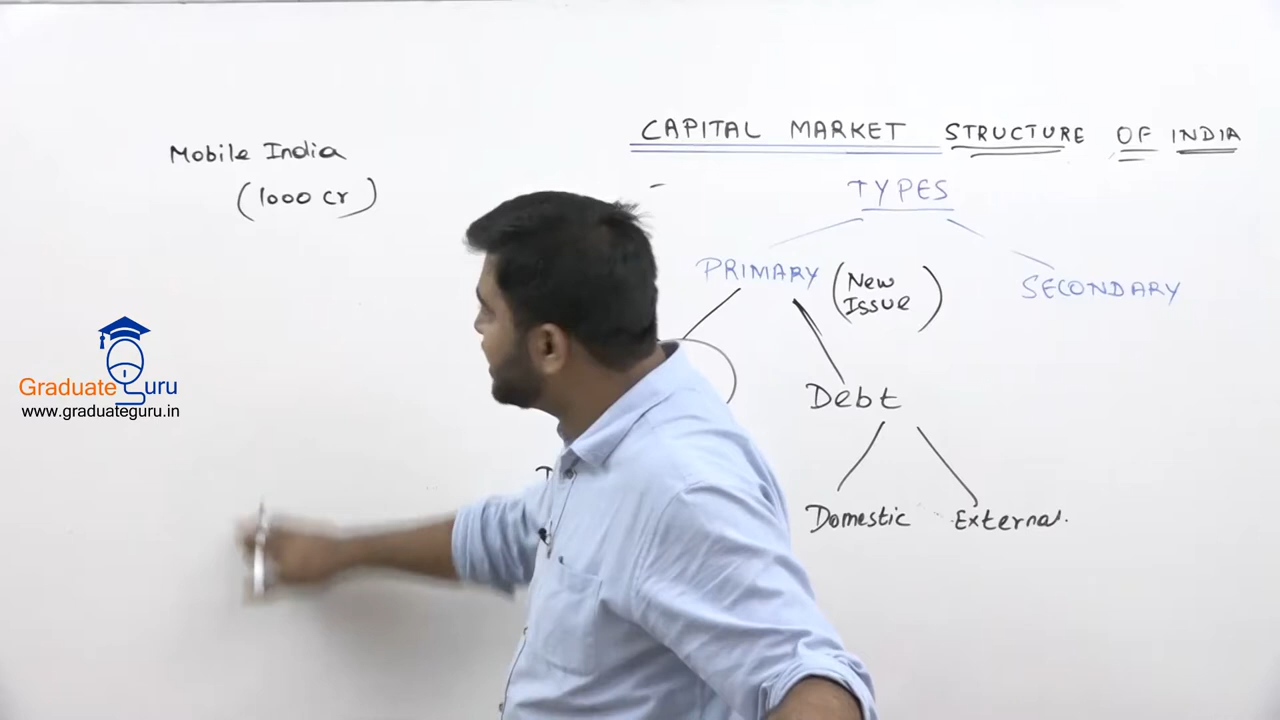 CAPITAL MARKET STRUCTURE OF INDIA
Mobile India
(1000 Cr)
TYPES
PRIMARY (New Issue)
SECONDARY
Debt
Domestic External.
Graduate Guru
www.graduateguru.in